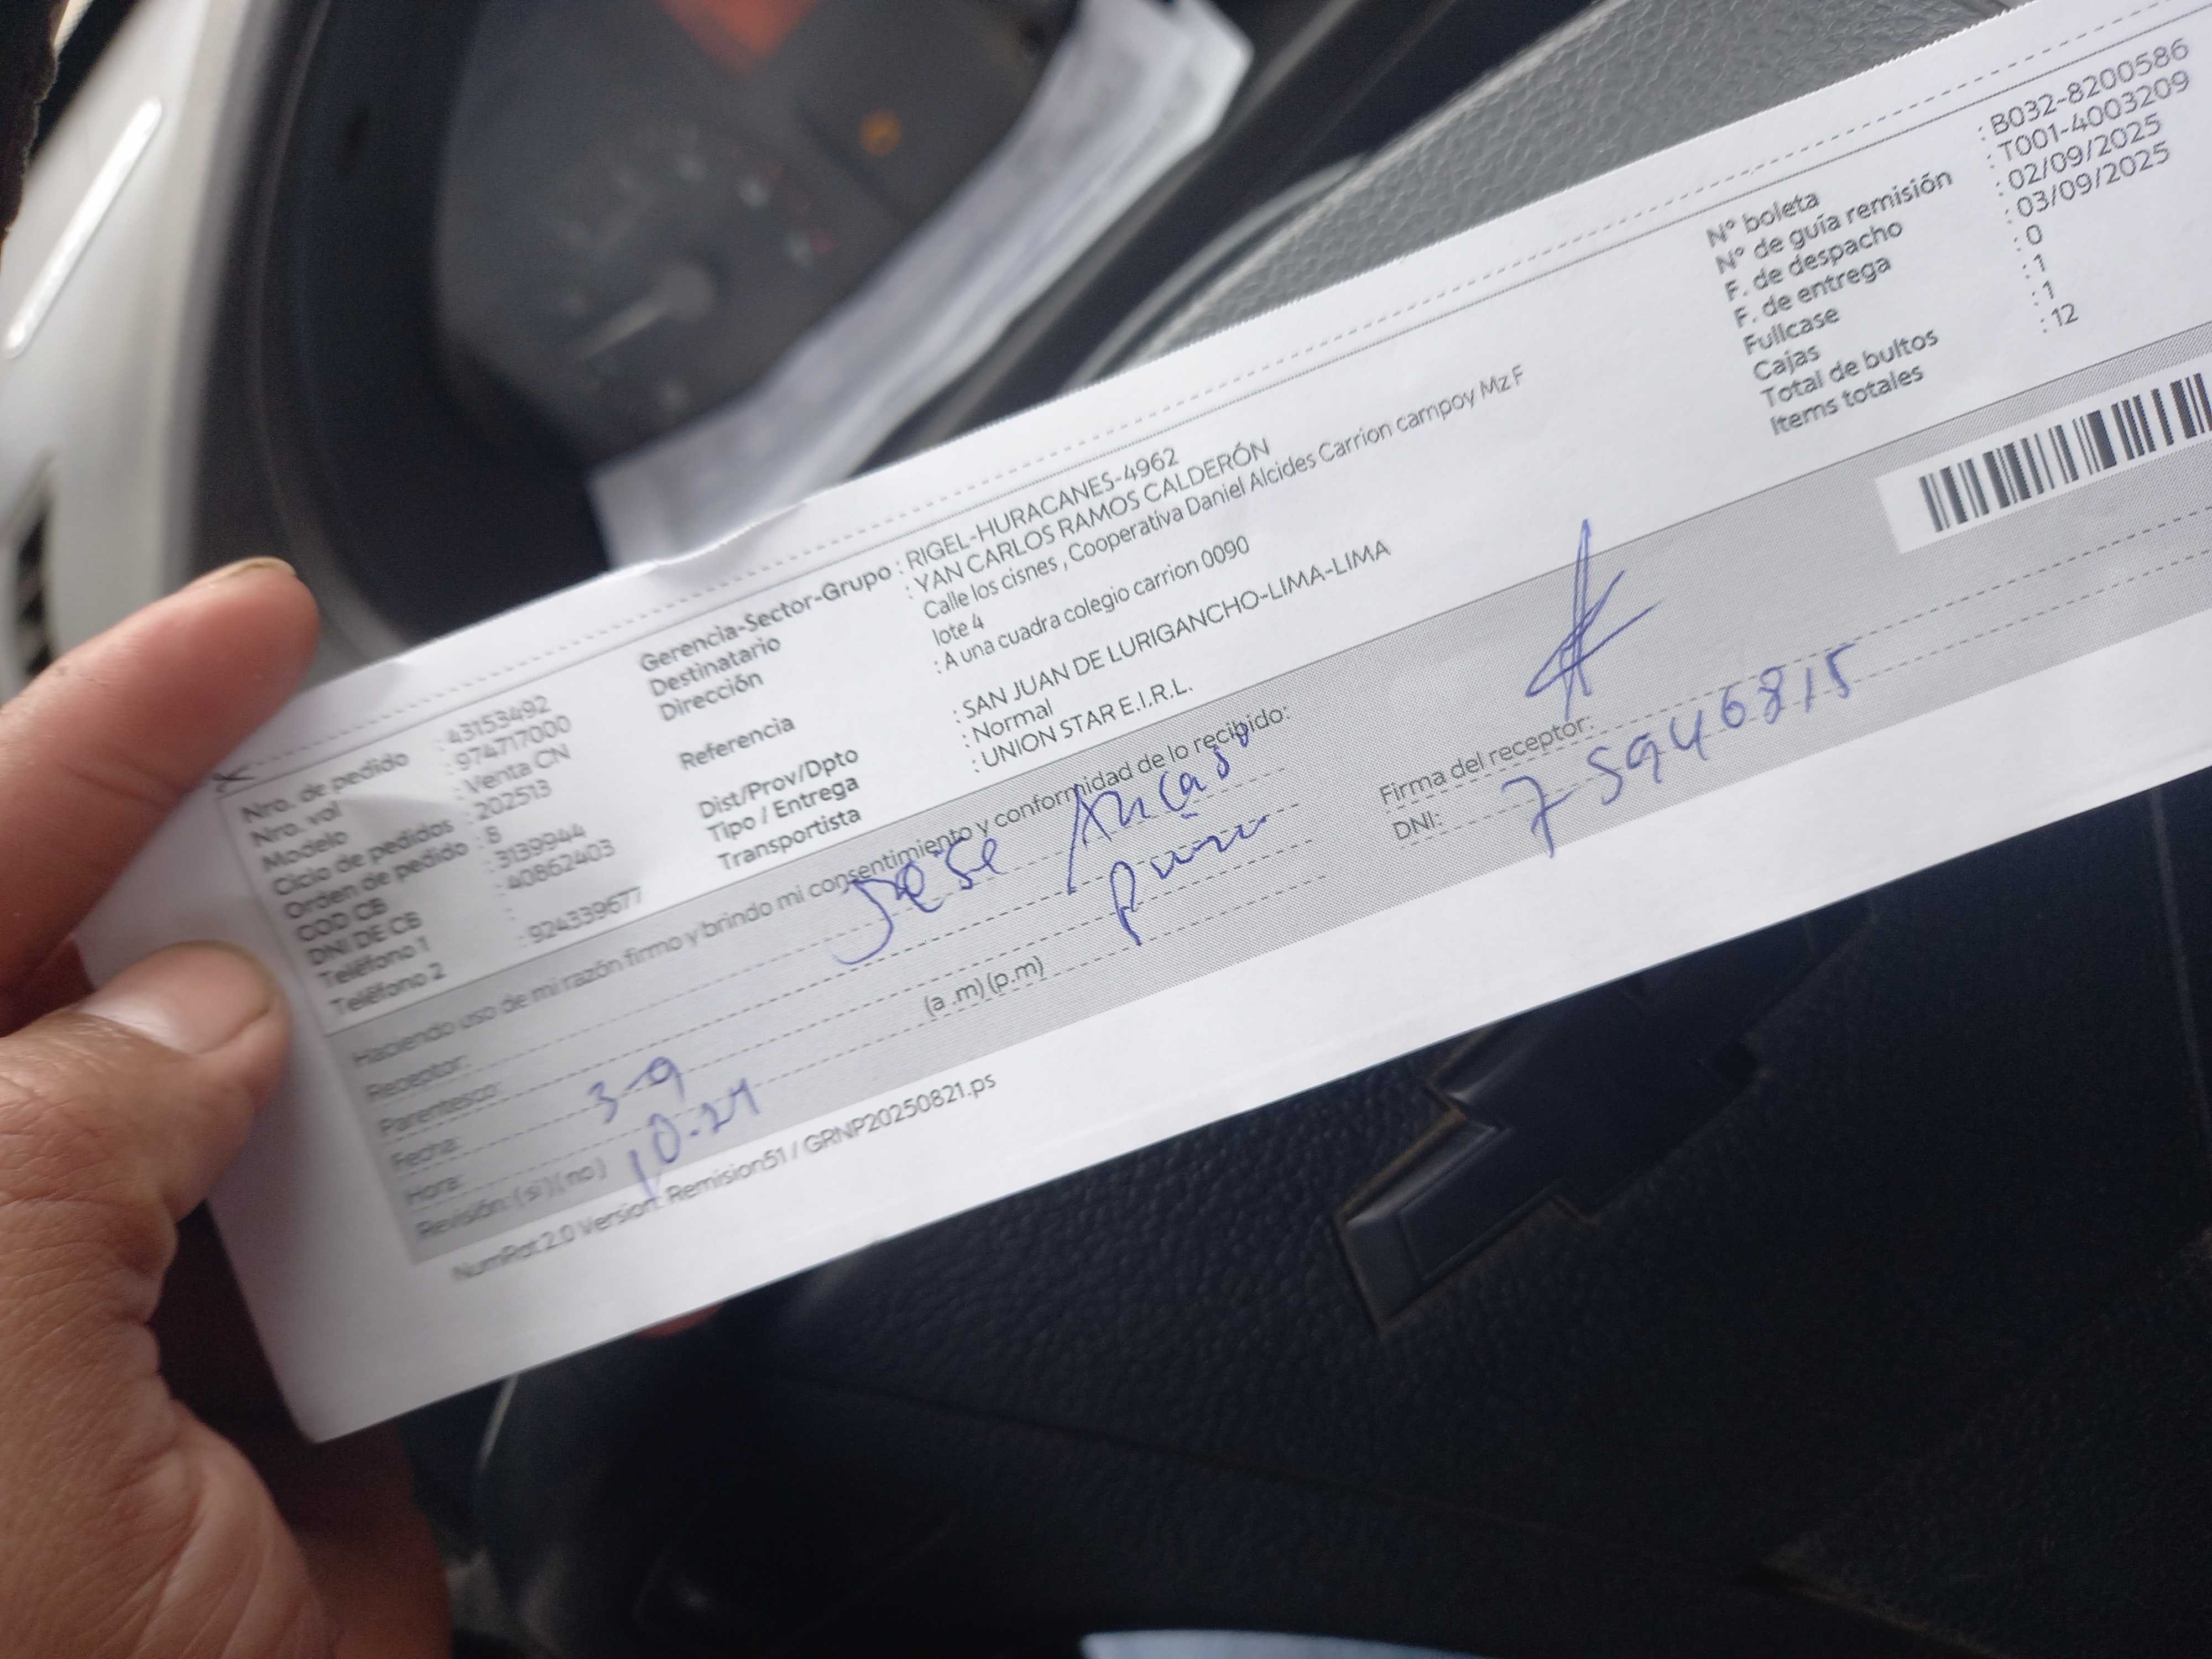 Nro. de pedido : 43153492
Nro. vol : 974717000
Modelo : Venta CN
Ciclo de pedidos : 202513
Orden de pedido : 8
COD CB : 3139944
DNI DE CB : 40862403
Teléfono 1 :
Teléfono 2 : 924339677
Gerencia-Sector-Grupo : RIGEL-HURACANES-4962
Destinatario : YAN CARLOS RAMOS CALDERÓN
Dirección Calle los cisnes , Cooperativa Daniel Alcides Carrion campoy Mz F
lote 4
Referencia : A una cuadra colegio carrion 0090
Dist/Prov/Dpto : SAN JUAN DE LURIGANCHO-LIMA-LIMA
Tipo / Entrega : Normal
Transportista : UNION STAR E.I.R.L.
N° boleta : B032-8200586
N° de guía remisión : T001-4003209
F. de despacho : 02/09/2025
F. de entrega : 03/09/2025
Fullcase : 0
Cajas : 1
Total de bultos : 1
Items totales : 12
Haciendo uso de mi razón firmo y brindo mi consentimiento y conformidad de lo recibido:
Receptor: Jose
Parentesco:
Fecha: 3-9
Hora: 10-24 (a .m) (p.m)
Revisión: (si) (no)
Firma del receptor:
DNI: 75946815
NumRot 2.0 Version: Remision51 / GRNP20250821.ps